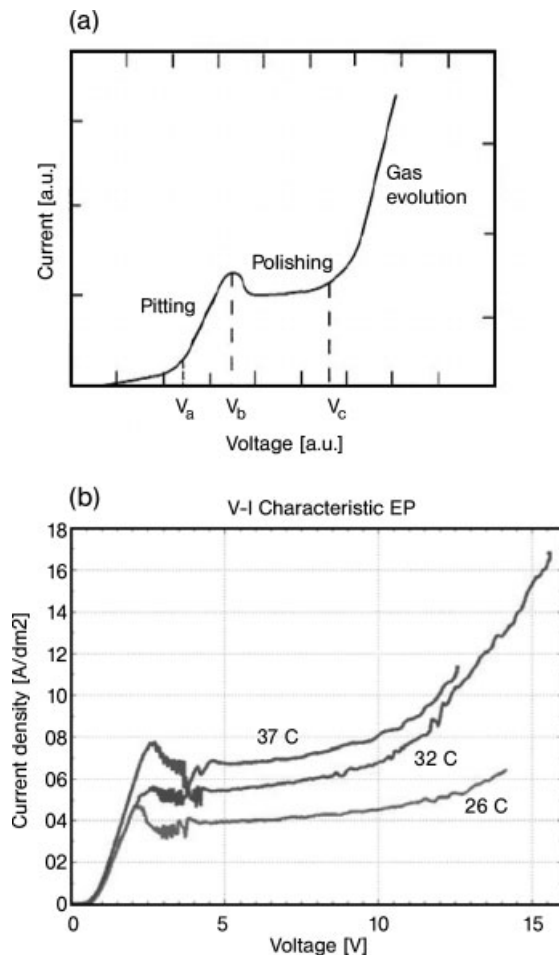 (a)
Current [a.u.]
Pitting
Polishing
Gas
evolution
Va
Vb
Vc
Voltage [a.u.]
(b)
V-I Characteristic EP
Current density [A/dm2]
18
16
14
12
10
08
06
04
02
0
37 C
32 C
26 C
0 5 10 15
Voltage [V]